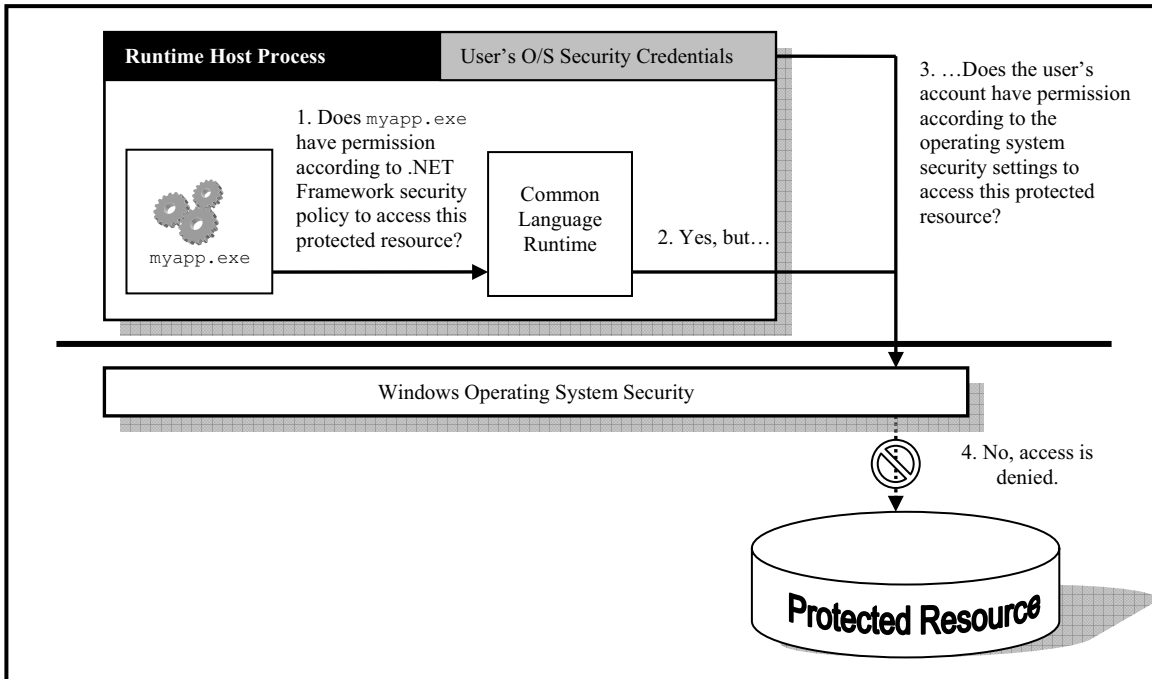 Runtime Host Process
User’s O/S Security Credentials
1. Does myapp.exe
have permission
according to .NET
Framework security
policy to access this
protected resource?
myapp.exe
Common
Language
Runtime
2. Yes, but…
3. …Does the user’s
account have permission
according to the
operating system
security settings to
access this protected
resource?
Windows Operating System Security
4. No, access is
denied.
Protected Resource